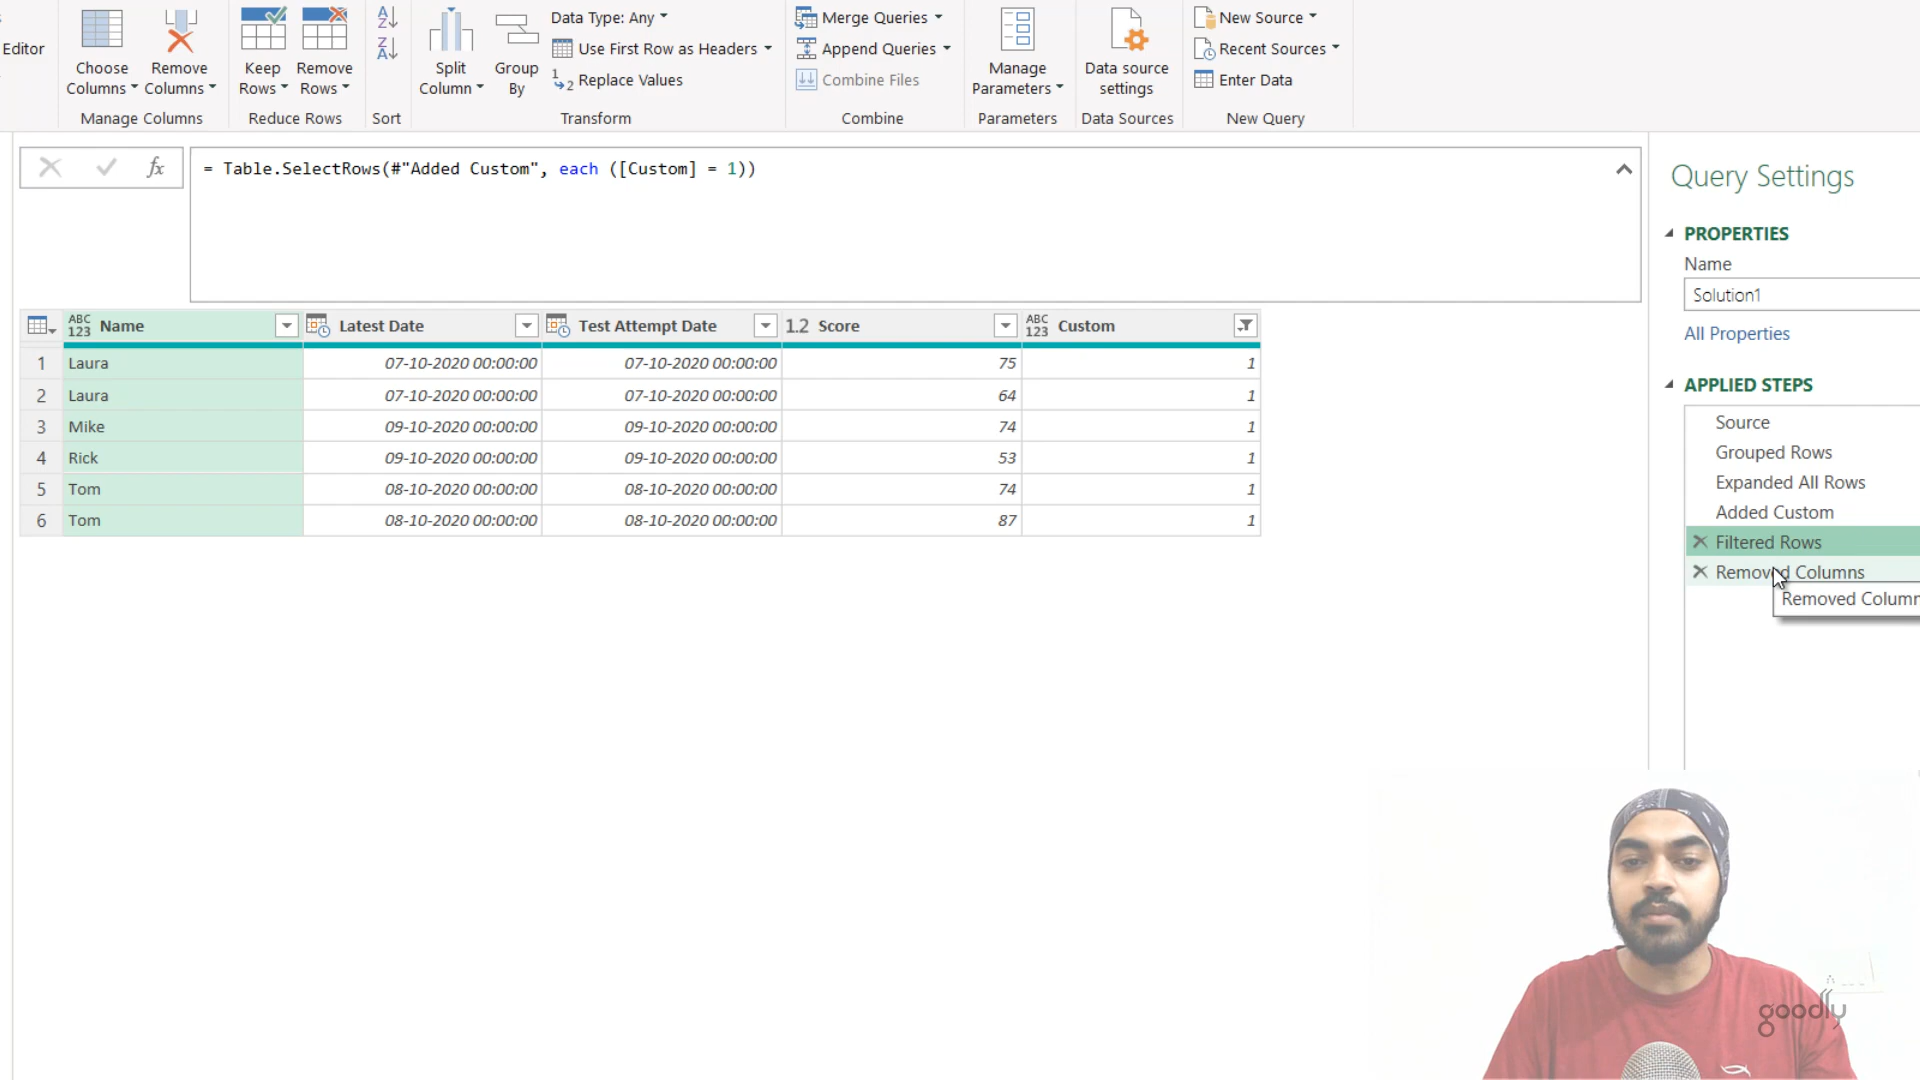 Editor
Choose Columns
Remove Columns
Manage Columns
Keep Rows
Remove Rows
Reduce Rows
A Z
Z A
Sort
Split Column
Group By
Data Type: Any
Use First Row as Headers
1 2 Replace Values
Transform
Merge Queries
Append Queries
Combine Files
Combine
Manage Parameters
Parameters
Data source settings
Data Sources
New Source
Recent Sources
Enter Data
New Query
fx
= Table.SelectRows(#"Added Custom", each ([Custom] = 1))
ABC 123 Name Latest Date Test Attempt Date 1.2 Score ABC 123 Custom
1 Laura 07-10-2020 00:00:00 07-10-2020 00:00:00 75 1
2 Laura 07-10-2020 00:00:00 07-10-2020 00:00:00 64 1
3 Mike 09-10-2020 00:00:00 09-10-2020 00:00:00 74 1
4 Rick 09-10-2020 00:00:00 09-10-2020 00:00:00 53 1
5 Tom 08-10-2020 00:00:00 08-10-2020 00:00:00 74 1
6 Tom 08-10-2020 00:00:00 08-10-2020 00:00:00 87 1
Query Settings
PROPERTIES
Name
Solution1
All Properties
APPLIED STEPS
Source
Grouped Rows
Expanded All Rows
Added Custom
Filtered Rows
Removed Columns
Removed Column
goodly